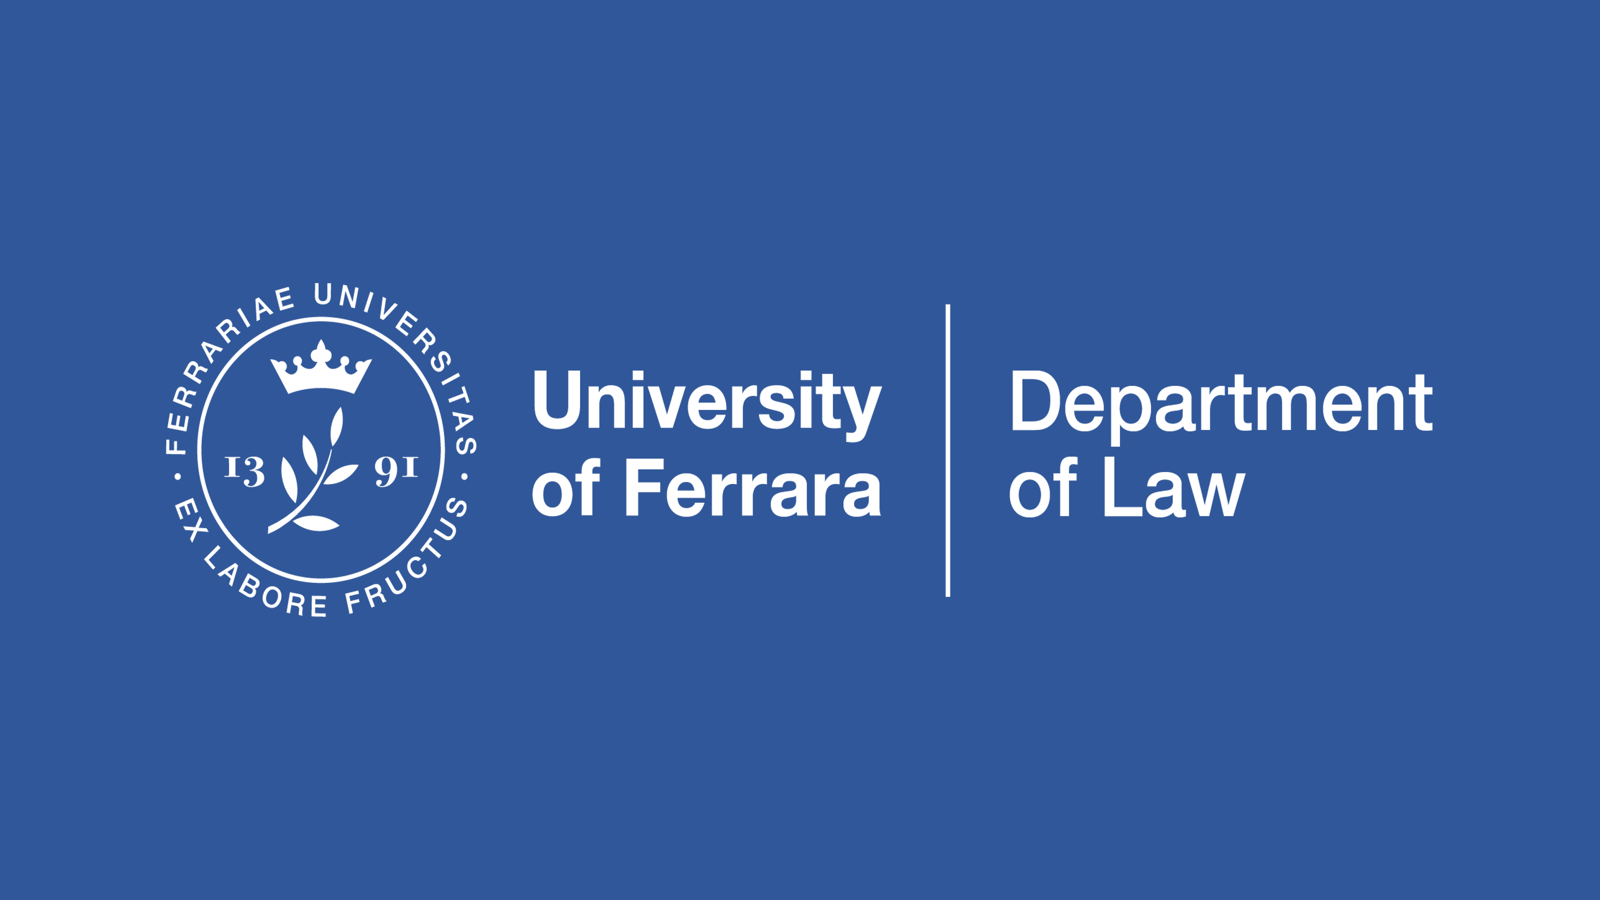 FERRARIAE UNIVERSITAS
13 91
· EX LABORE FRUCTUS ·
University
of Ferrara
Department
of Law